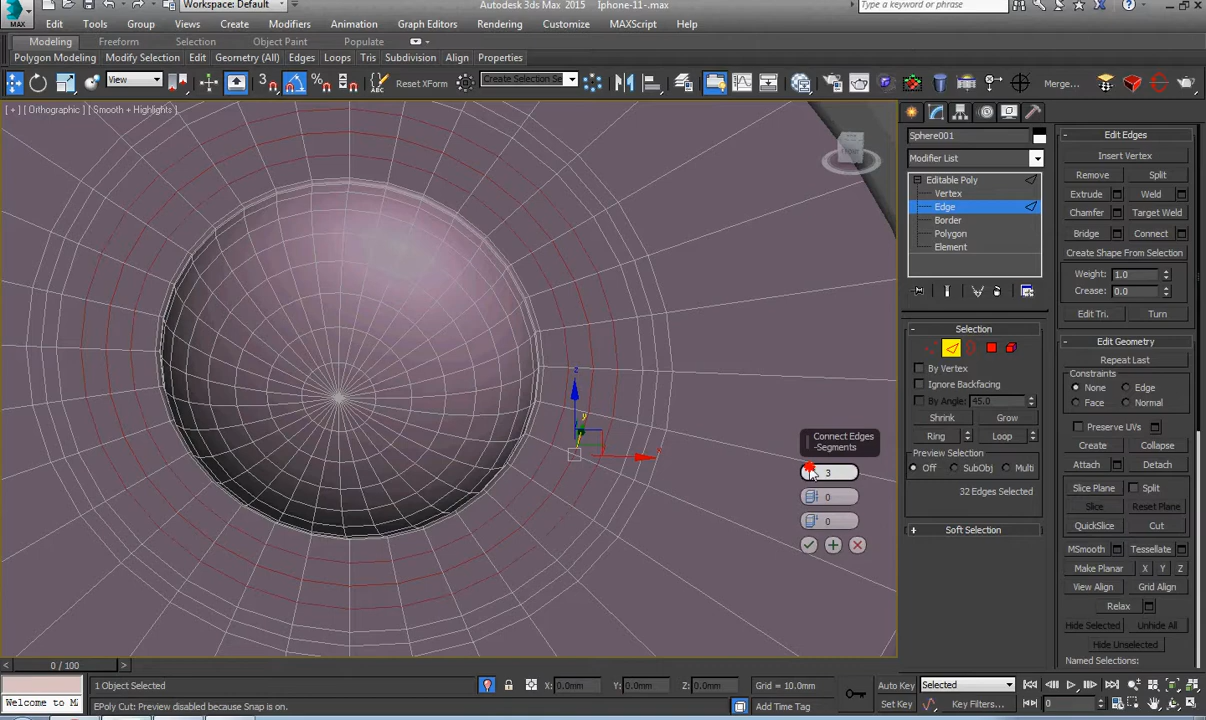 Workspace: Default
Autodesk 3ds Max 2015
Iphone-11-.max
Type a keyword or phrase
MAX
Edit
Tools
Group
Views
Create
Modifiers
Animation
Graph Editors
Rendering
Customize
MAXScript
Help
Modeling
Freeform
Selection
Object Paint
Populate
Polygon Modeling
Modify Selection
Edit
Geometry (All)
Edges
Loops
Tris
Subdivision
Align
Properties
View
3
ABC
Reset XForm
Create Selection Se
Merge...
[ + ] [ Orthographic ] [ Smooth + Highlights ]
Sphere001
Modifier List
Editable Poly
Vertex
Edge
Border
Polygon
Element
Selection
By Vertex
Ignore Backfacing
By Angle: 45.0
Shrink
Grow
Ring
Loop
Preview Selection
Off
SubObj
Multi
32 Edges Selected
Soft Selection
Edit Edges
Insert Vertex
Remove
Split
Extrude
Weld
Chamfer
Target Weld
Bridge
Connect
Create Shape From Selection
Weight: 1.0
Crease: 0.0
Edit Tri.
Turn
Edit Geometry
Repeat Last
Constraints
None
Edge
Face
Normal
Preserve UVs
Create
Collapse
Attach
Detach
Slice Plane
Split
Slice
Reset Plane
QuickSlice
Cut
MSmooth
Tessellate
Make Planar
X
Y
Z
View Align
Grid Align
Relax
Hide Selected
Unhide All
Hide Unselected
Named Selections:
Connect Edges
-Segments
3
0
0
z
y
0 / 100
1 Object Selected
X: 0.0mm
Y: 0.0mm
Z: 0.0mm
Grid = 10.0mm
Auto Key
Selected
Welcome to M
EPoly Cut: Preview disabled because Snap is on.
Add Time Tag
Set Key
Key Filters...
0